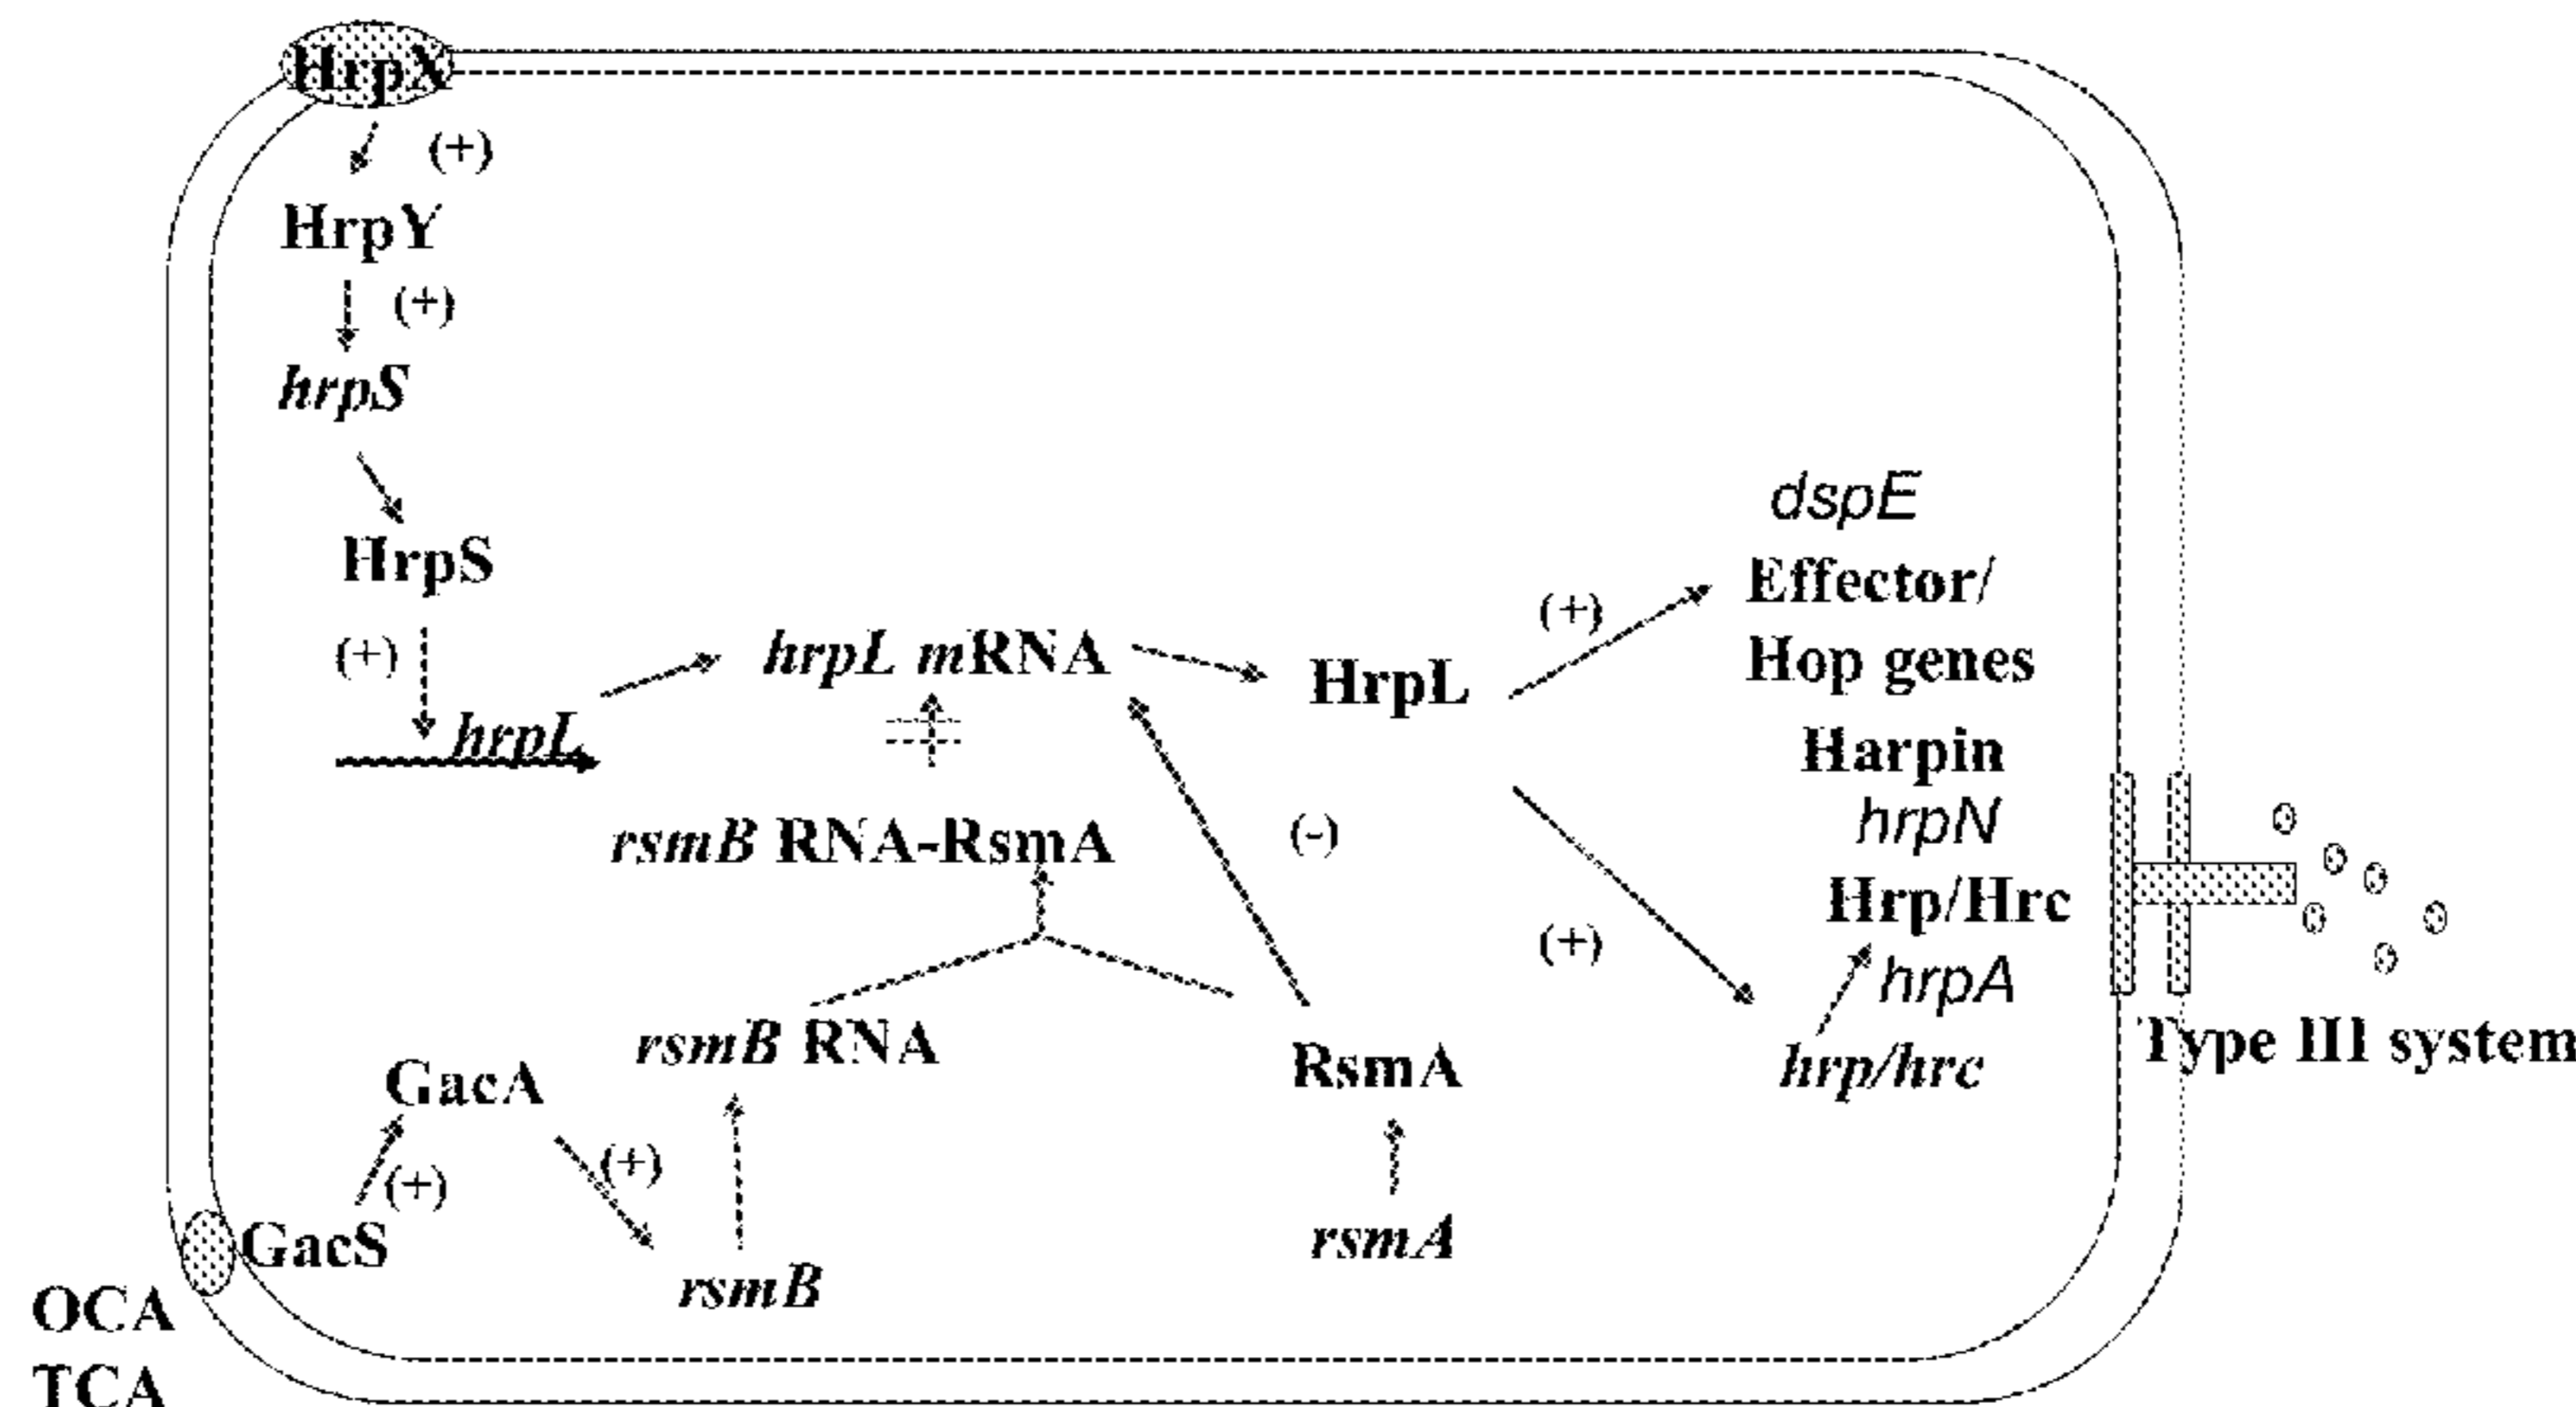 HrpX
(+)
HrpY
(+)
hrpS
HrpS
(+)
hrpL
hrpL mRNA
HrpL
rsmB RNA-RsmA
(-)
rsmB RNA
RsmA
rsmA
GacA
(+)
GacS
(+)
rsmB
OCA
TCA
(+)
dspE
Effector/
Hop genes
Harpin
hrpN
Hrp/Hrc
(+)
hrpA
hrp/hrc
Type III system